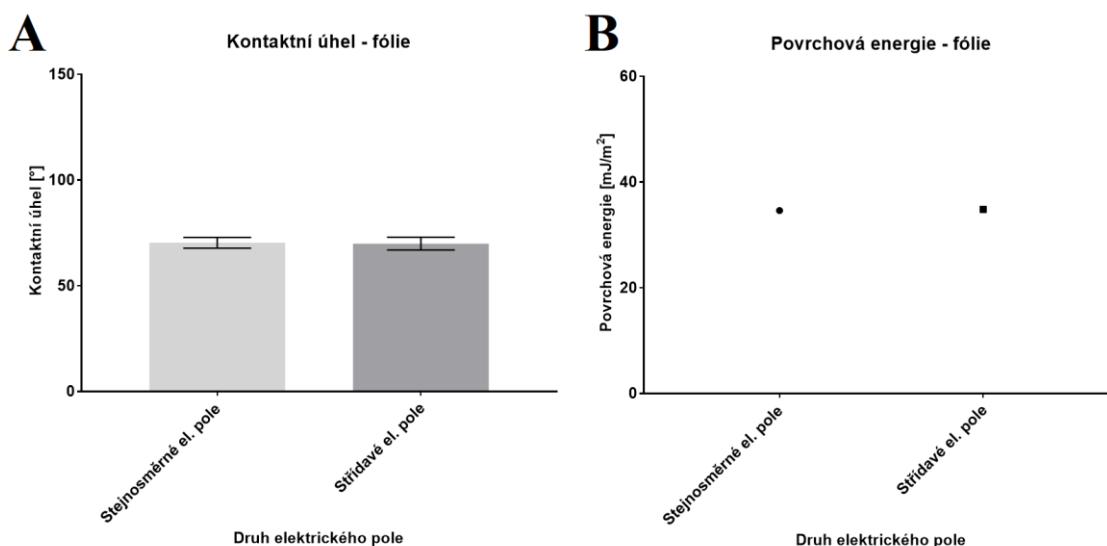 A
Kontaktní úhel - fólie
Kontaktní úhel [°]
150
100
50
0
Stejnosměrné el. pole
Střídavé el. pole
Druh elektrického pole
B
Povrchová energie - fólie
Povrchová energie [mJ/m²]
60
40
20
0
Stejnosměrné el. pole
Střídavé el. pole
Druh elektrického pole